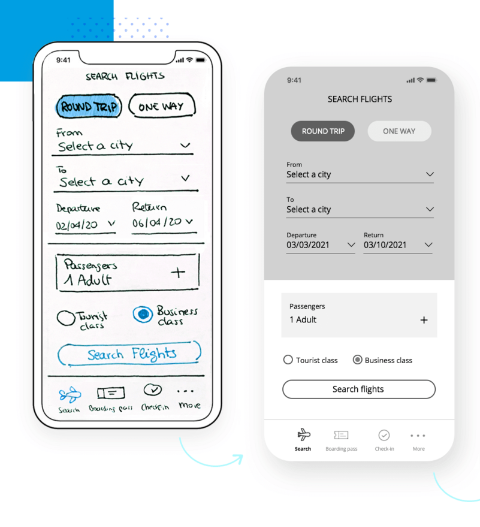 9:41
SEARCH FLIGHTS
ROUND TRIP ONE WAY
From
Select a city
To
Select a city
Departure Return
02/04/20 06/04/20
Passengers
1 Adult +
Tourist class Business class
Search Flights
Search Boarding pass Check-in more
9:41
SEARCH FLIGHTS
ROUND TRIP ONE WAY
From
Select a city
To
Select a city
Departure Return
03/03/2021 03/10/2021
Passengers
1 Adult +
Tourist class Business class
Search flights
Search Boarding pass Check-in More